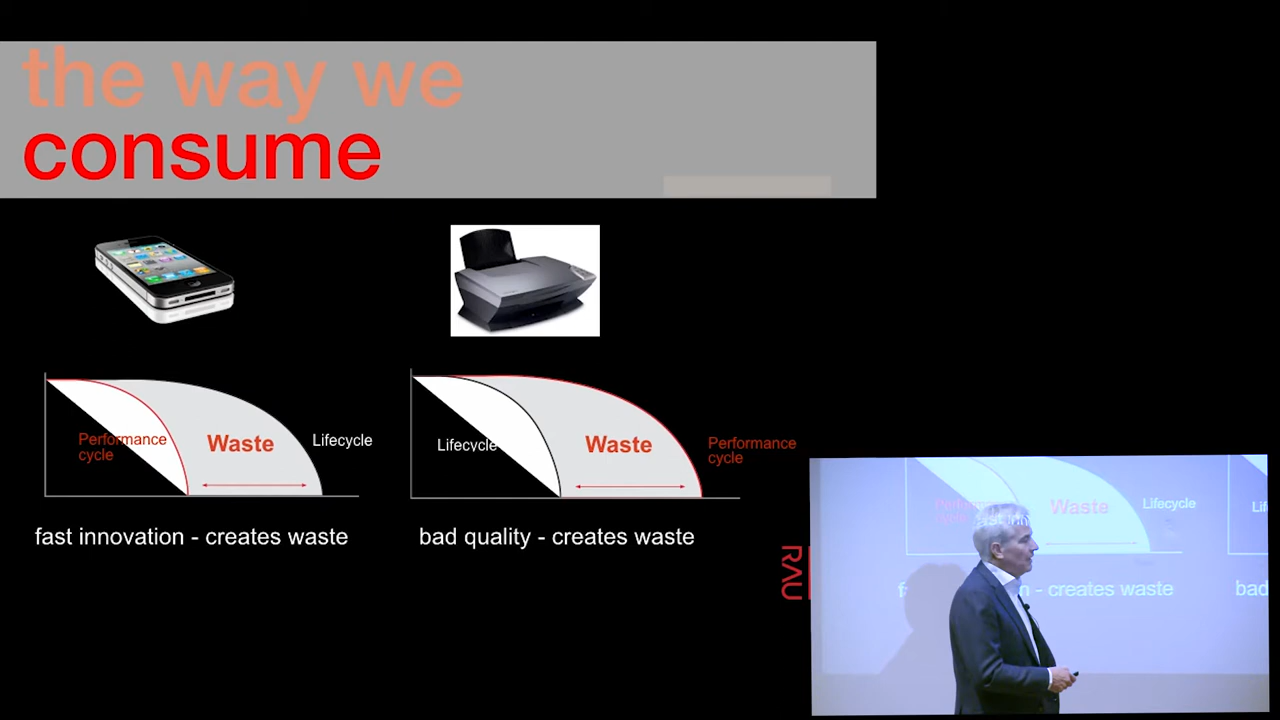 the way we
consume
Performance
cycle
Waste
Lifecycle
fast innovation - creates waste
Lifecycle
Waste
Performance
cycle
bad quality - creates waste
RAU
Waste
Lifecycle
- creates waste
bad